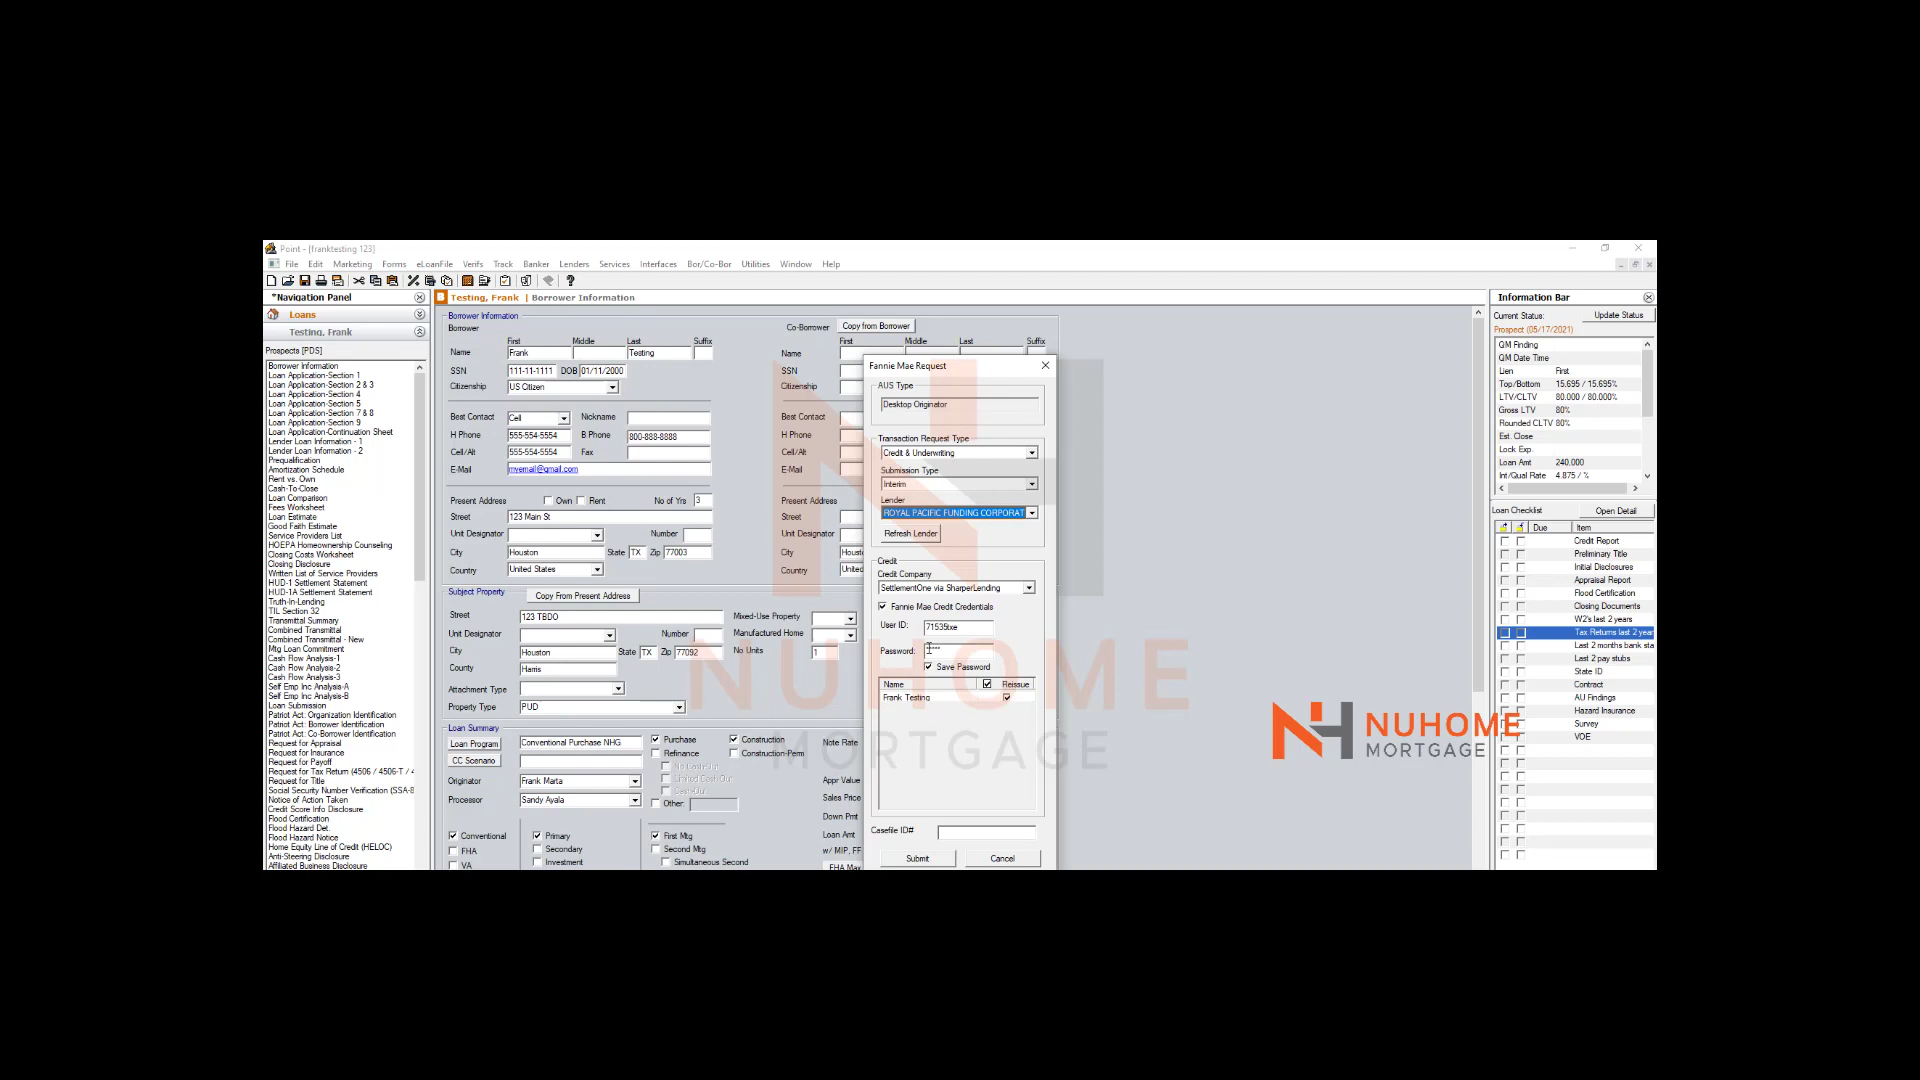 Point - [franktesting 123]
File Edit Marketing Forms eLoanFile Verifs Track Banker Lenders Services Interfaces Bor/Co-Bor Utilities Window Help
*Navigation Panel
Loans
Testing, Frank
Prospects [PDS]
Borrower Information
Loan Application-Section 1
Loan Application-Section 2 & 3
Loan Application-Section 4
Loan Application-Section 5
Loan Application-Section 7 & 8
Loan Application-Section 9
Loan Application-Continuation Sheet
Lender Loan Information - 1
Lender Loan Information - 2
Prequalification
Amortization Schedule
Rent vs. Own
Cash-To-Close
Loan Comparison
Fees Worksheet
Loan Estimate
Good Faith Estimate
Service Providers List
HOEPA Homeownership Counseling
Closing Costs Worksheet
Closing Disclosure
Written List of Service Providers
HUD-1 Settlement Statement
HUD-1A Settlement Statement
Truth-In-Lending
TIL Section 32
Transmittal Summary
Combined Transmittal
Combined Transmittal - New
Mtg Loan Commitment
Cash Flow Analysis-1
Cash Flow Analysis-2
Cash Flow Analysis-3
Self Emp Inc Analysis-A
Self Emp Inc Analysis-B
Loan Submission
Patriot Act: Organization Identification
Patriot Act: Borrower Identification
Patriot Act: Co-Borrower Identification
Request for Appraisal
Request for Insurance
Request for Payoff
Request for Tax Return (4506 / 4506-T / 4
Request for Title
Social Security Number Verification (SSA-8
Notice of Action Taken
Credit Score Info Disclosure
Flood Certification
Flood Hazard Det.
Flood Hazard Notice
Home Equity Line of Credit (HELOC)
Anti-Steering Disclosure
Affiliated Business Disclosure
B Testing, Frank | Borrower Information
Borrower Information
Borrower
First Middle Last Suffix
Name Frank Testing
SSN 111-11-1111 DOB 01/11/2000
Citizenship US Citizen
Best Contact Cell Nickname
H Phone 555-554-5554 B Phone 800-888-8888
Cell/Alt 555-554-5554 Fax
E-Mail myemail@gmail.com
Present Address Own Rent No of Yrs 3
Street 123 Main St
Unit Designator Number
City Houston State TX Zip 77003
Country United States
Subject Property Copy From Present Address
Street 123 TBDO Mixed-Use Property
Unit Designator Number Manufactured Home
City Houston State TX Zip 77092 No Units 1
County Harris
Attachment Type
Property Type PUD
Loan Summary
Loan Program Conventional Purchase NHG Purchase Construction Note Rate
CC Scenario Refinance Construction-Perm
No Cash-Out
Limited Cash-Out
Cash-Out
Originator Frank Marta Appr Value
Processor Sandy Ayala Other: Sales Price
Down Pmt
Conventional Primary First Mtg Loan Amt
FHA Secondary Second Mtg w/ MIP, FF
VA Investment Simultaneous Second FHA Max
Co-Borrower Copy from Borrower
First Middle Last Suffix
Name
SSN
Citizenship
Best Contact
H Phone
Cell/Alt
E-Mail
Present Address
Street
Unit Designator
City Houst
Country United
Fannie Mae Request
AUS Type
Desktop Originator
Transaction Request Type
Credit & Underwriting
Submission Type
Interim
Lender
ROYAL PACIFIC FUNDING CORPORAT
Refresh Lender
Credit
Credit Company
SettlementOne via SharperLending
Fannie Mae Credit Credentials
User ID: 71535txe
Password:
Save Password
Name Reissue
Frank Testing
Casefile ID#
Submit Cancel
Information Bar
Current Status: Update Status
Prospect (05/17/2021)
QM Finding
QM Date Time
Lien First
Top/Bottom 15.695 / 15.695%
LTV/CLTV 80.000 / 80.000%
Gross LTV 80%
Rounded CLTV 80%
Est. Close
Lock Exp.
Loan Amt 240,000
Int/Qual Rate 4.875 / %
Loan Checklist Open Detail
Due Item
Credit Report
Preliminary Title
Initial Disclosures
Appraisal Report
Flood Certification
Closing Documents
W2's last 2 years
Tax Returns last 2 year
Last 2 months bank sta
Last 2 pay stubs
State ID
Contract
AU Findings
Hazard Insurance
Survey
VOE
NUHOME
MORTGAGE
NUHOME
MORTGAGE